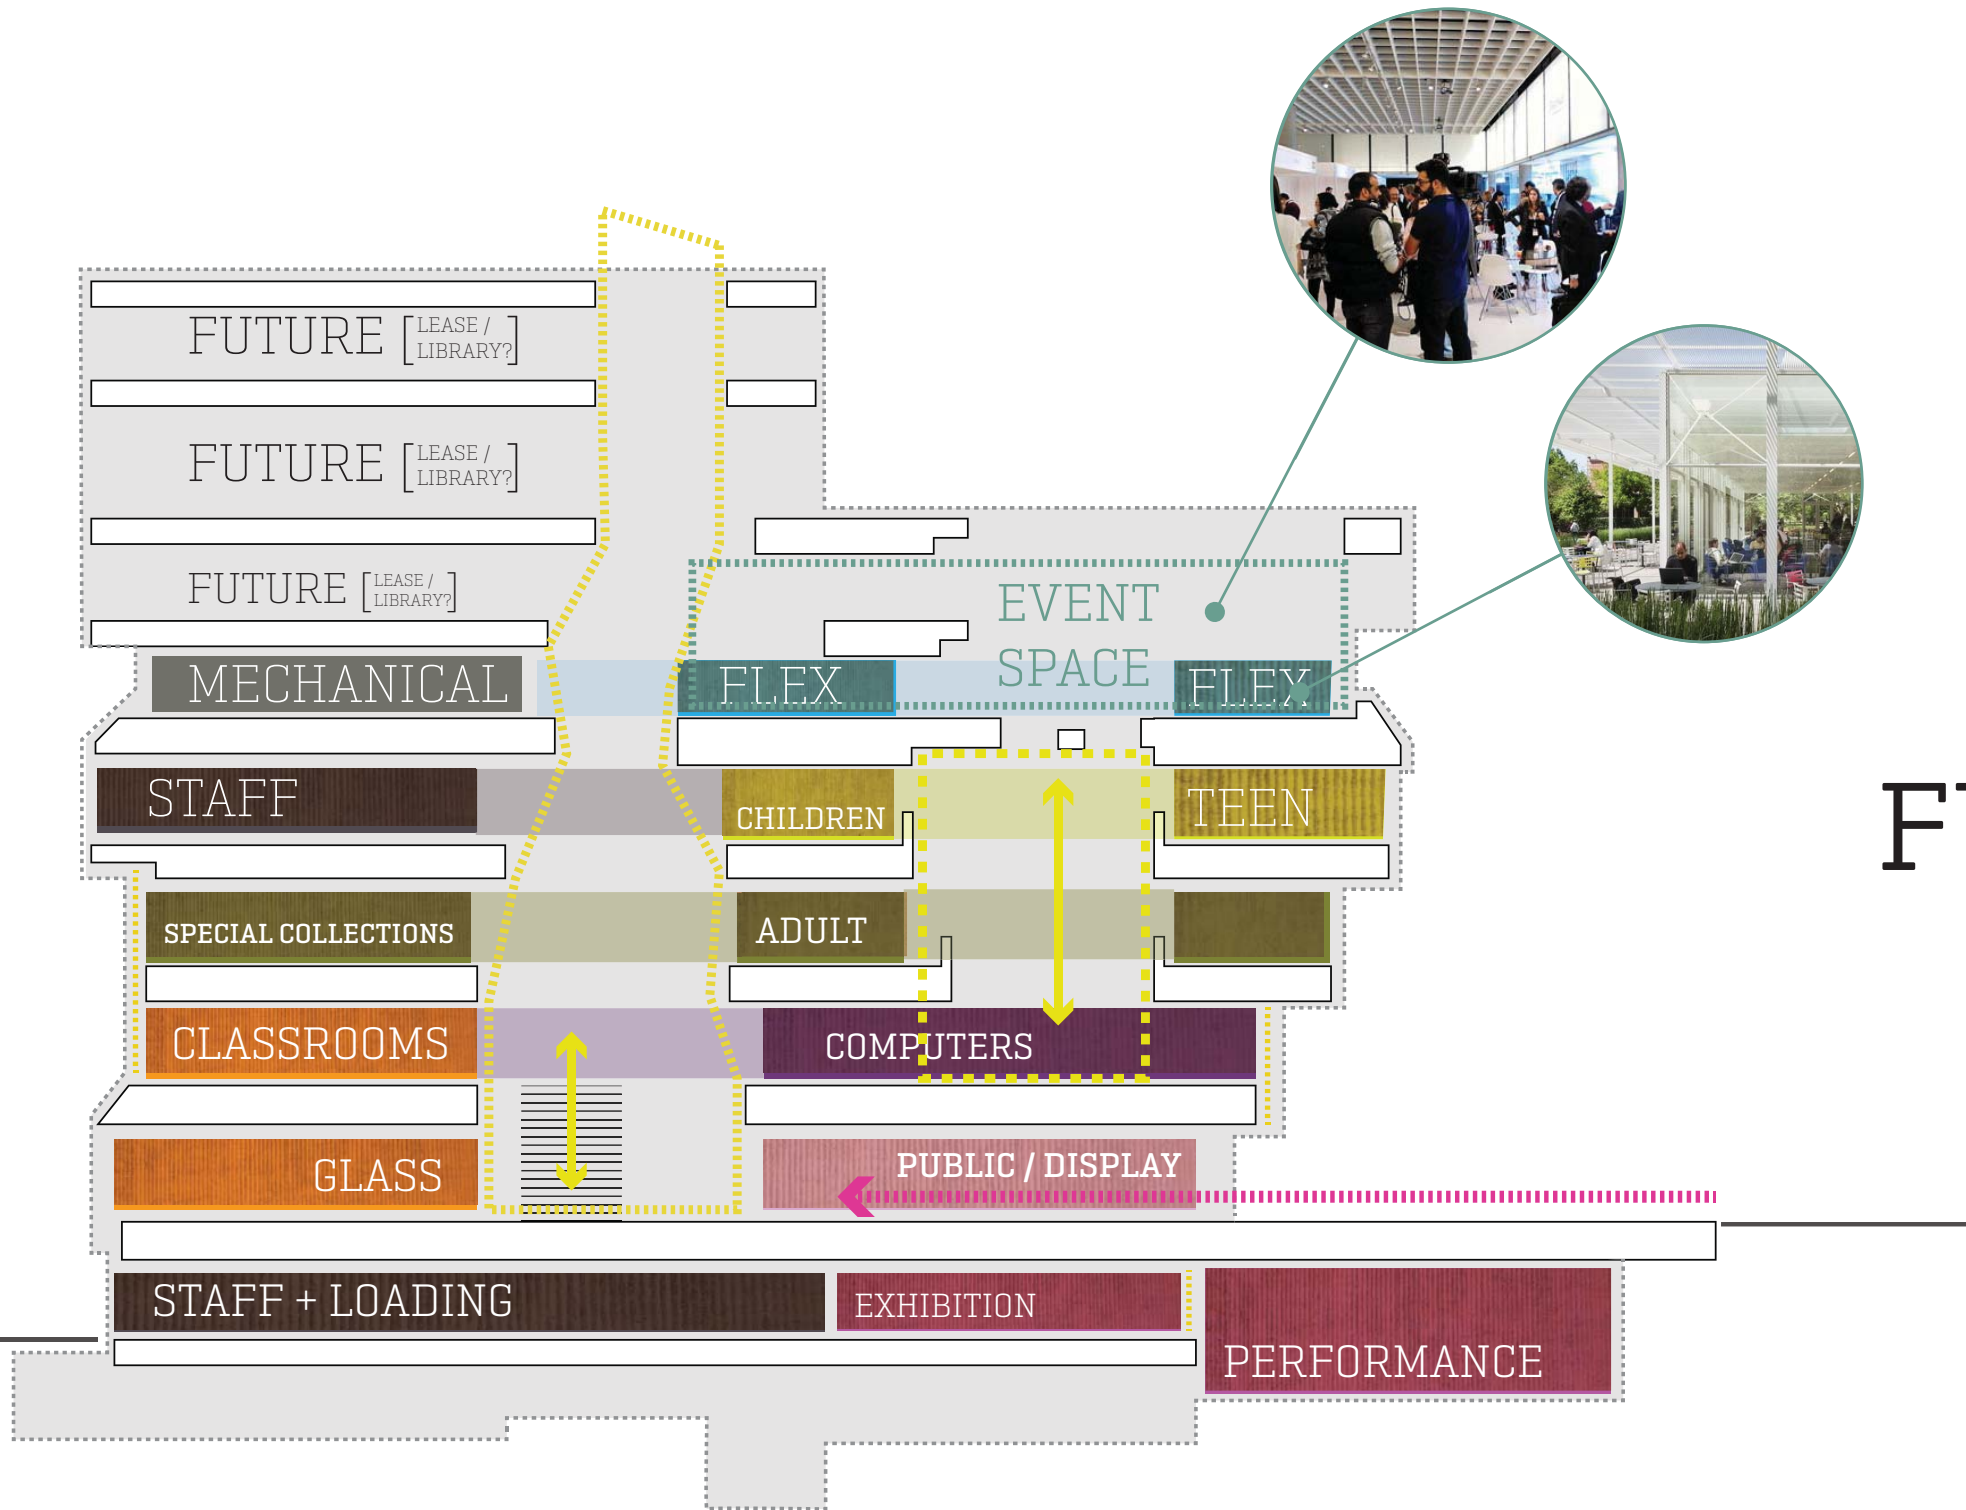 FUTURE [LEASE /
LIBRARY?]
FUTURE [LEASE /
LIBRARY?]
FUTURE [LEASE /
LIBRARY?]
EVENT
SPACE
MECHANICAL
FLEX
FLEX
STAFF
CHILDREN
TEEN
SPECIAL COLLECTIONS
ADULT
CLASSROOMS
COMPUTERS
GLASS
PUBLIC / DISPLAY
STAFF + LOADING
EXHIBITION
PERFORMANCE